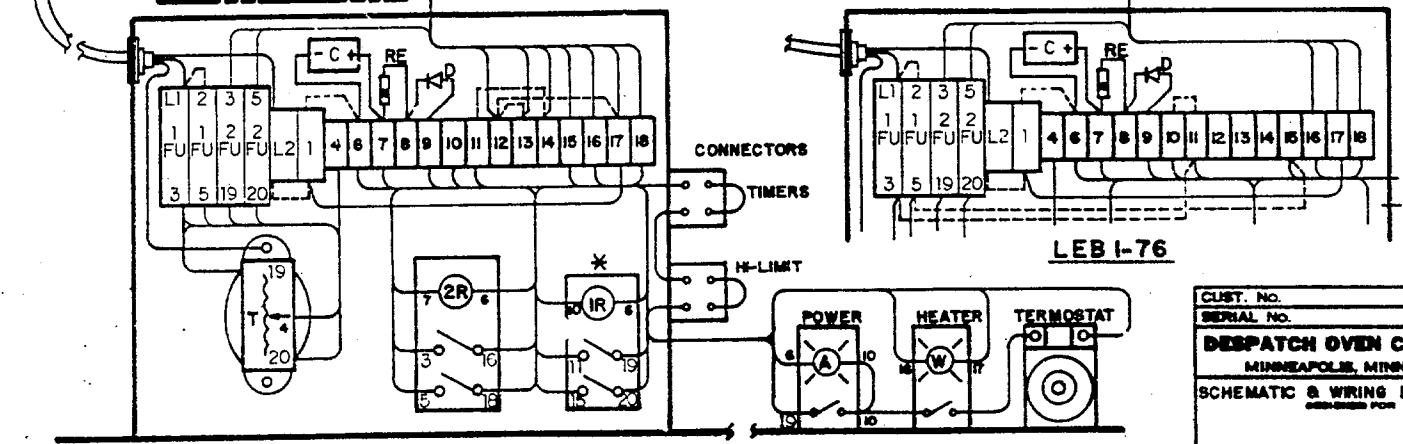 - C +
RE
D
L1 2 3 5
1 FU 1 FU 2 FU 2 FU L2 1
4 6 7 8 9 10 11 12 13 14 15 16 17 18
3 5 19 20
CONNECTORS
TIMERS
HI-LIMIT
19
T 4
20
7 2R 6
3 16
5 18
*
10 1R 6
11 19
15 20
POWER
6 A 10
19 10
HEATER
16 W 17
TERMOSTAT
- C +
RE
D
L1 2 3 5
1 FU 1 FU 2 FU 2 FU L2 1
4 6 7 8 9 10 11 12 13 14 15 16 17 18
3 5 19 20
LEB 1-76
CUST. NO.
SERIAL NO.
DESPATCH OVEN C
MINNEAPOLIS, MINN
SCHEMATIC & WIRING
DESIGNED FOR